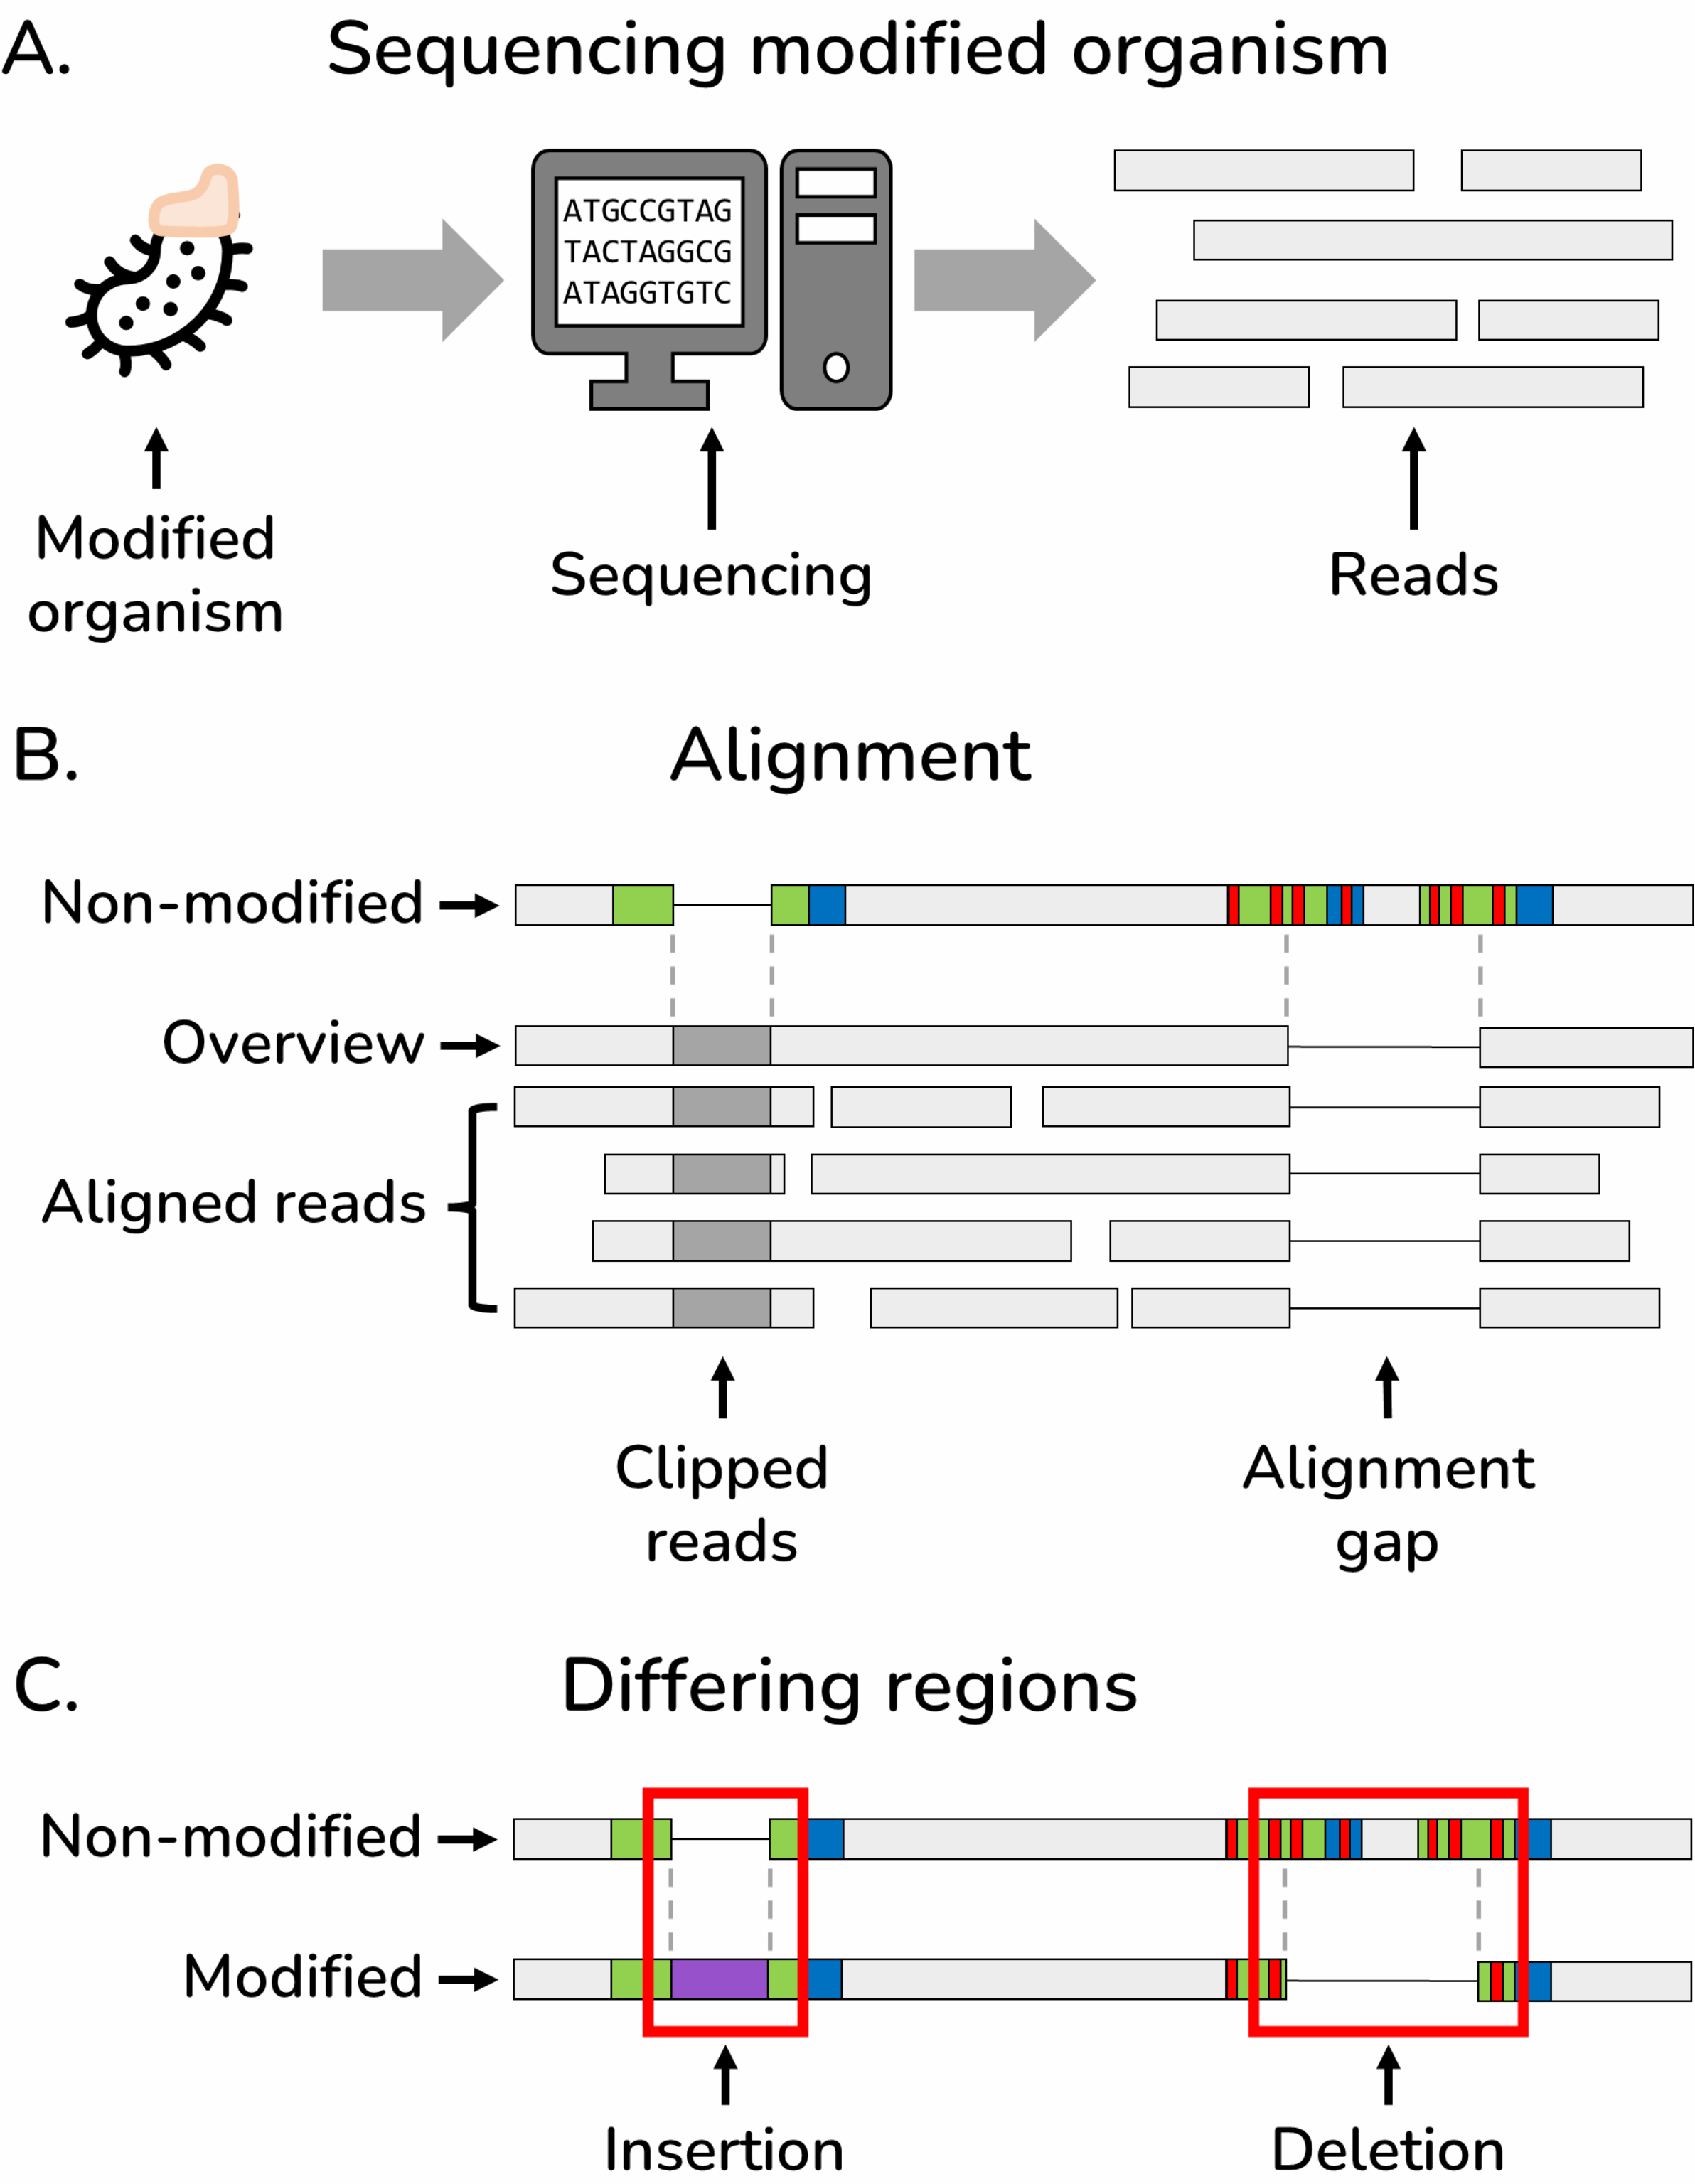 A.
Sequencing modified organism
ATGCCGTAG
TACTAGGCG
ATAGGTGTC
Modified
organism
Sequencing
Reads
B.
Alignment
Non-modified
Overview
Aligned reads
Clipped
reads
Alignment
gap
C.
Differing regions
Non-modified
Modified
Insertion
Deletion